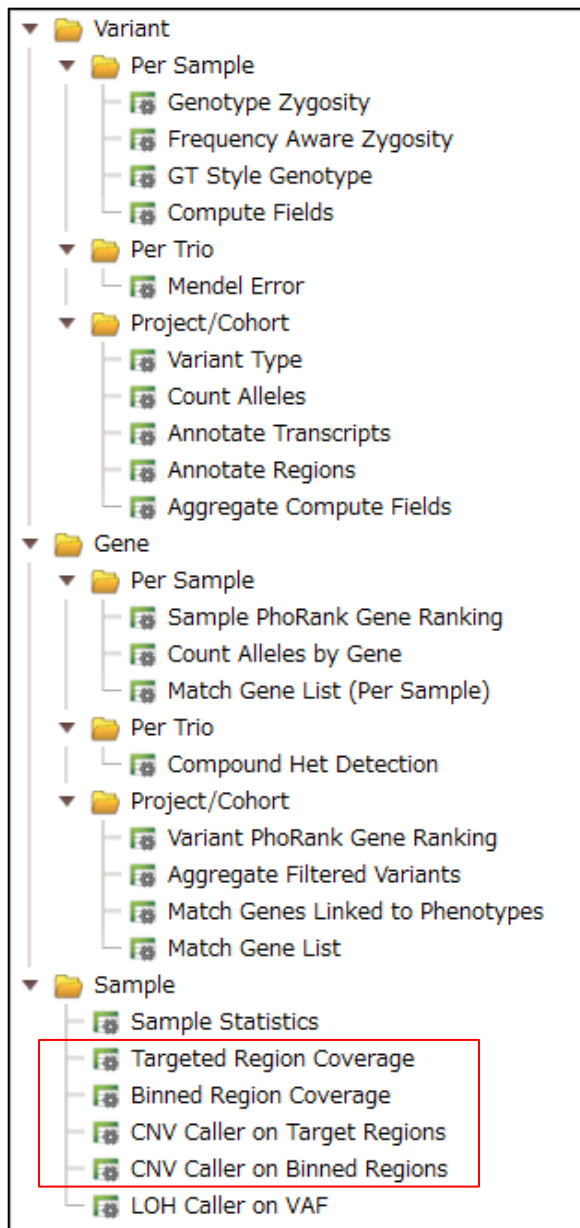 Variant
Per Sample
Genotype Zygosity
Frequency Aware Zygosity
GT Style Genotype
Compute Fields
Per Trio
Mendel Error
Project/Cohort
Variant Type
Count Alleles
Annotate Transcripts
Annotate Regions
Aggregate Compute Fields
Gene
Per Sample
Sample PhoRank Gene Ranking
Count Alleles by Gene
Match Gene List (Per Sample)
Per Trio
Compound Het Detection
Project/Cohort
Variant PhoRank Gene Ranking
Aggregate Filtered Variants
Match Genes Linked to Phenotypes
Match Gene List
Sample
Sample Statistics
Targeted Region Coverage
Binned Region Coverage
CNV Caller on Target Regions
CNV Caller on Binned Regions
LOH Caller on VAF